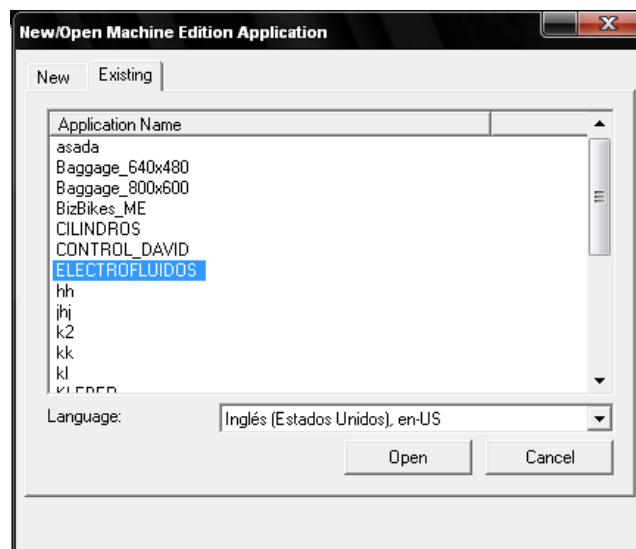 New/Open Machine Edition Application
New Existing
Application Name
asada
Baggage_640x480
Baggage_800x600
BizBikes_ME
CILINDROS
CONTROL_DAVID
ELECTROFLUIDOS
hh
jhj
k2
kk
kl
KLEBER
Language: Inglés (Estados Unidos), en-US
Open Cancel